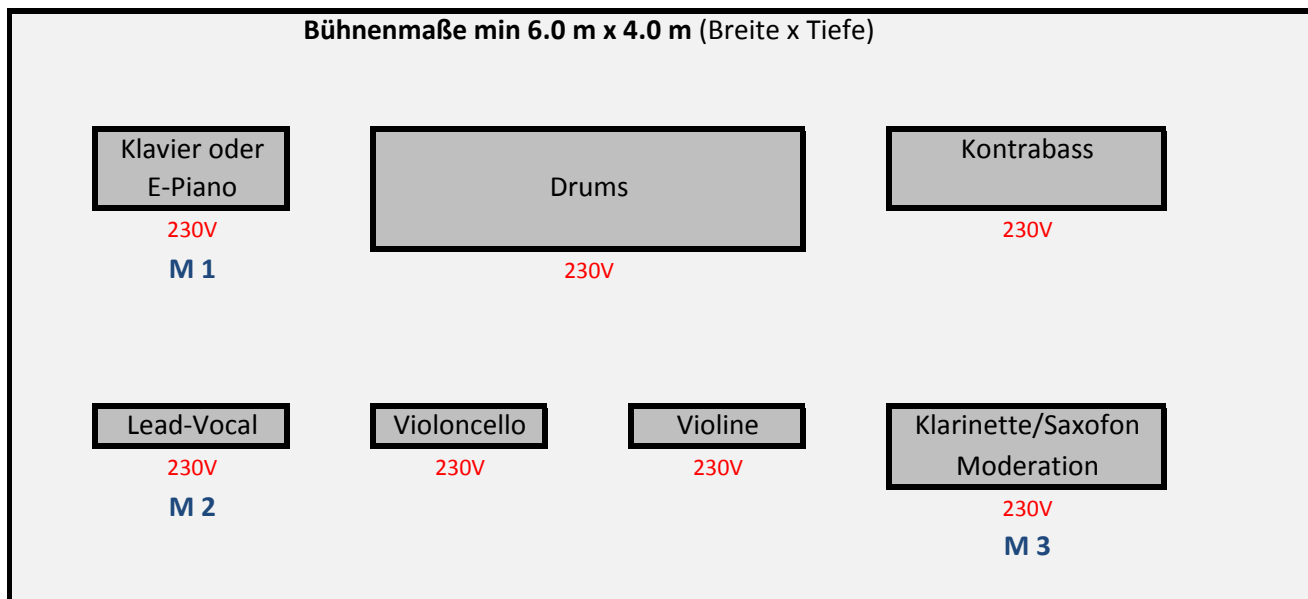 Bühnenmaße min 6.0 m x 4.0 m (Breite x Tiefe)
Klavier oder
E-Piano
230V
M 1
Drums
230V
Kontrabass
230V
Lead-Vocal
230V
M 2
Violoncello
230V
Violine
230V
Klarinette/Saxofon
Moderation
230V
M 3